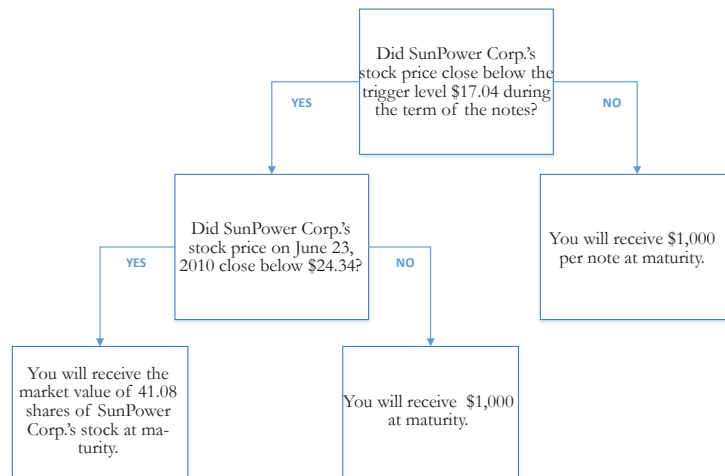 Did SunPower Corp.'s
stock price close below the
trigger level $17.04 during
the term of the notes?
YES
NO
Did SunPower Corp.'s
stock price on June 23,
2010 close below $24.34?
You will receive $1,000
per note at maturity.
YES
NO
You will receive the
market value of 41.08
shares of SunPower
Corp.'s stock at ma-
turity.
You will receive $1,000
at maturity.